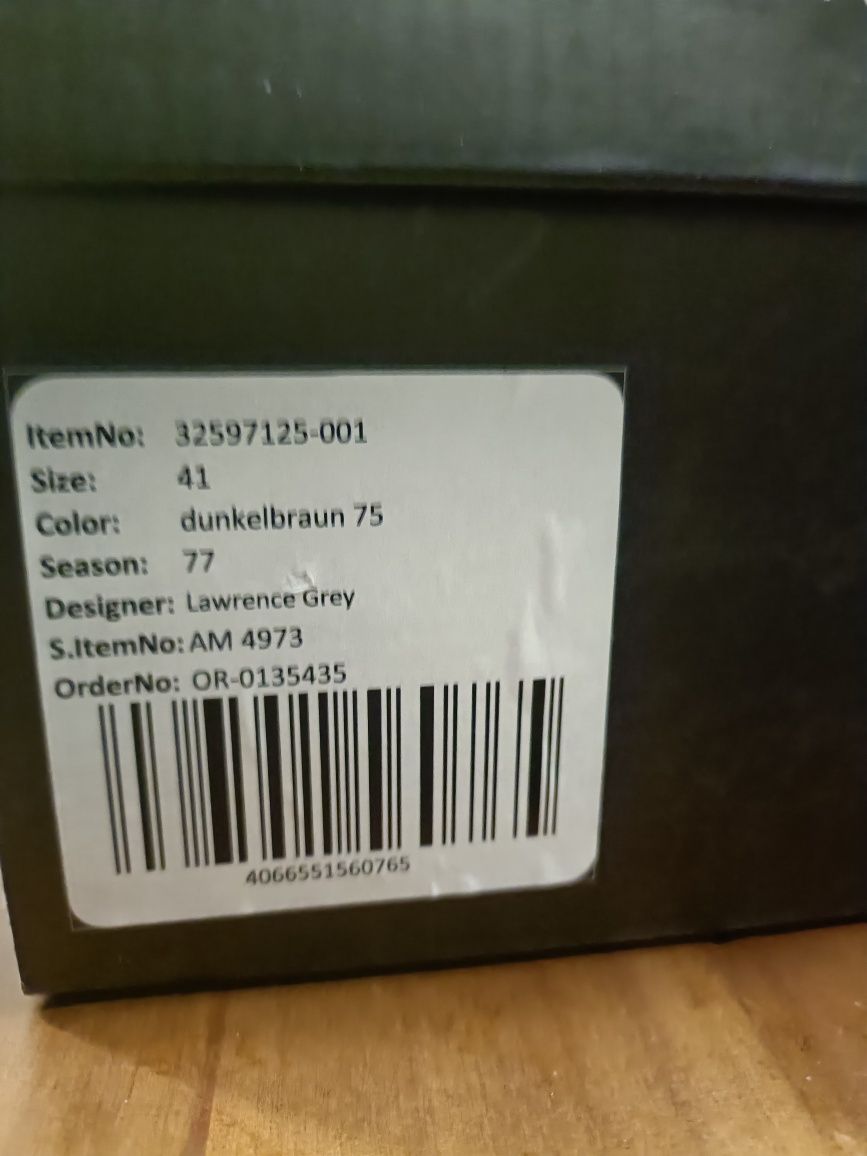 ItemNo: 32597125-001
Size: 41
Color: dunkelbraun 75
Season: 77
Designer: Lawrence Grey
S.ItemNo: AM 4973
OrderNo: OR-0135435
4066551560765